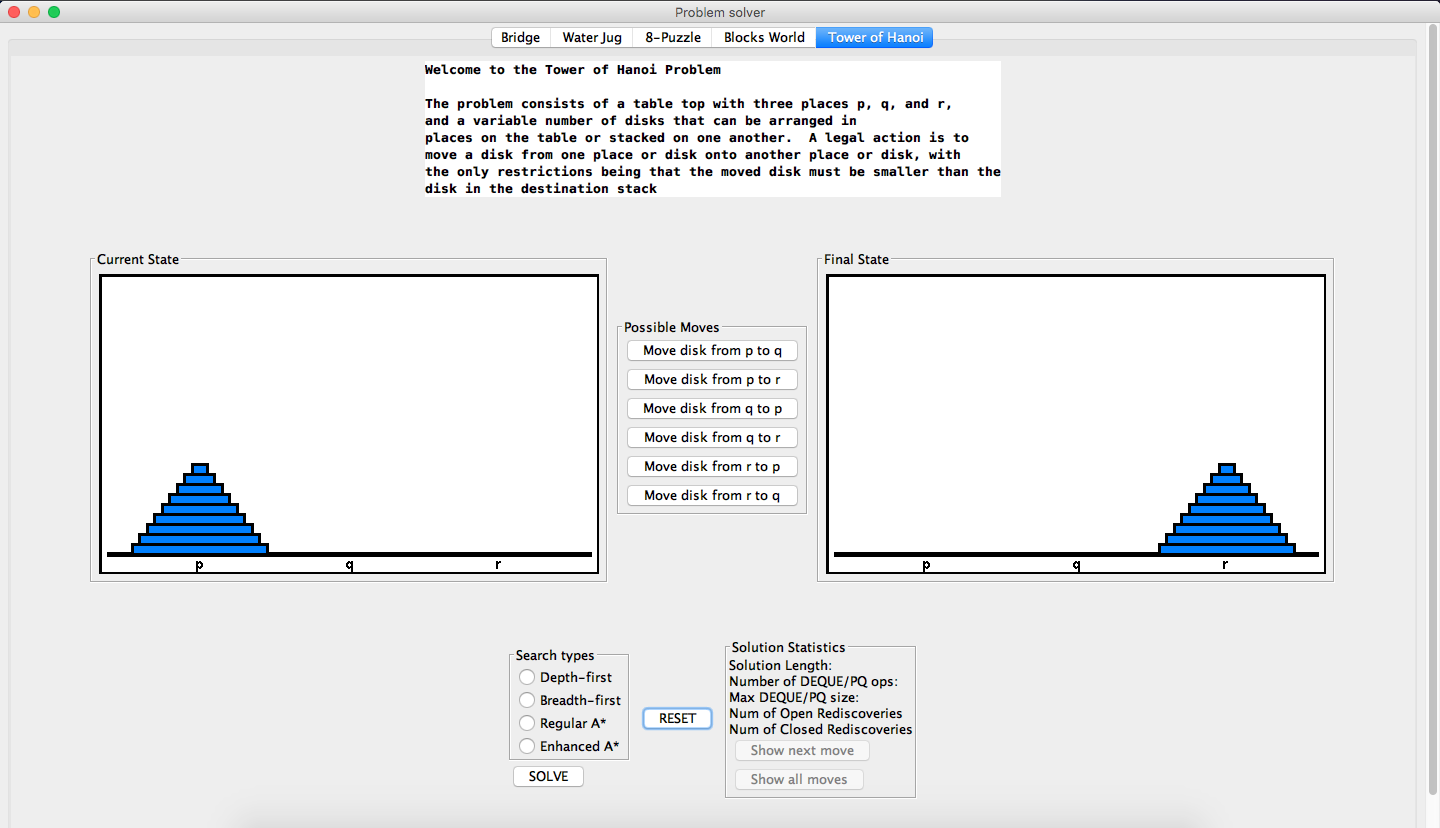 Problem solver
Bridge
Water Jug
8-Puzzle
Blocks World
Tower of Hanoi
Welcome to the Tower of Hanoi Problem
The problem consists of a table top with three places p, q, and r,
and a variable number of disks that can be arranged in
places on the table or stacked on one another.  A legal action is to
move a disk from one place or disk onto another place or disk, with
the only restrictions being that the moved disk must be smaller than the
disk in the destination stack
Current State
p
q
r
Possible Moves
Move disk from p to q
Move disk from p to r
Move disk from q to p
Move disk from q to r
Move disk from r to p
Move disk from r to q
Final State
p
q
r
Search types
Depth-first
Breadth-first
Regular A*
Enhanced A*
SOLVE
RESET
Solution Statistics
Solution Length:
Number of DEQUE/PQ ops:
Max DEQUE/PQ size:
Num of Open Rediscoveries
Num of Closed Rediscoveries
Show next move
Show all moves